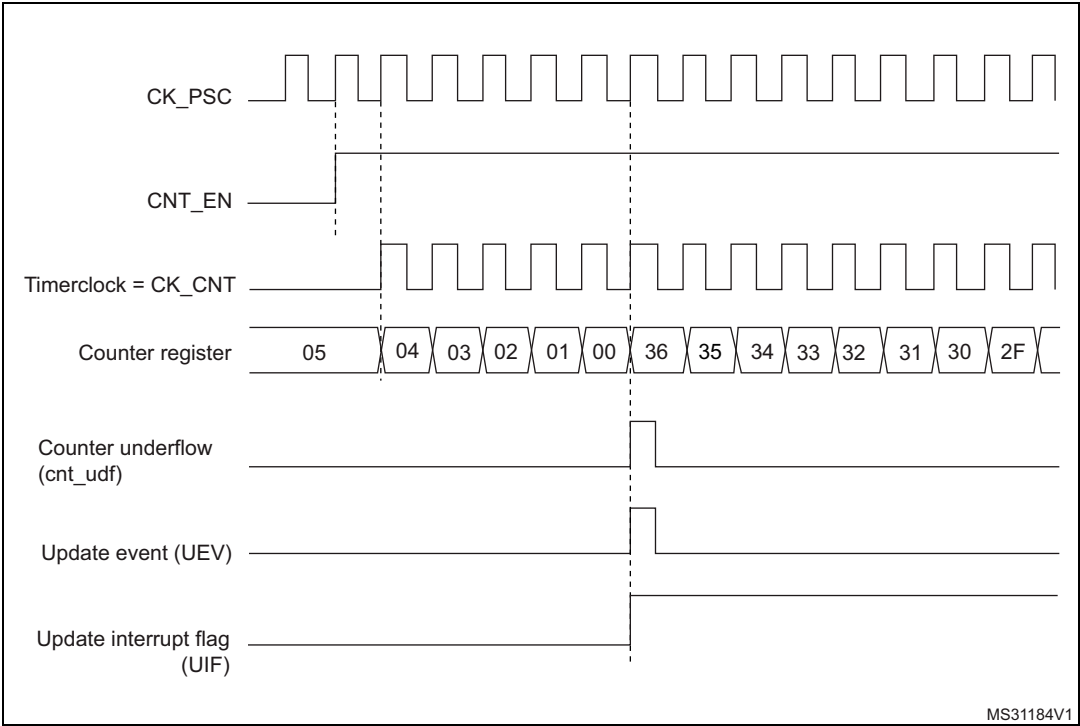 CK_PSC
CNT_EN
Timerclock = CK_CNT
Counter register 05 04 03 02 01 00 36 35 34 33 32 31 30 2F
Counter underflow
(cnt_udf)
Update event (UEV)
Update interrupt flag
(UIF)
MS31184V1